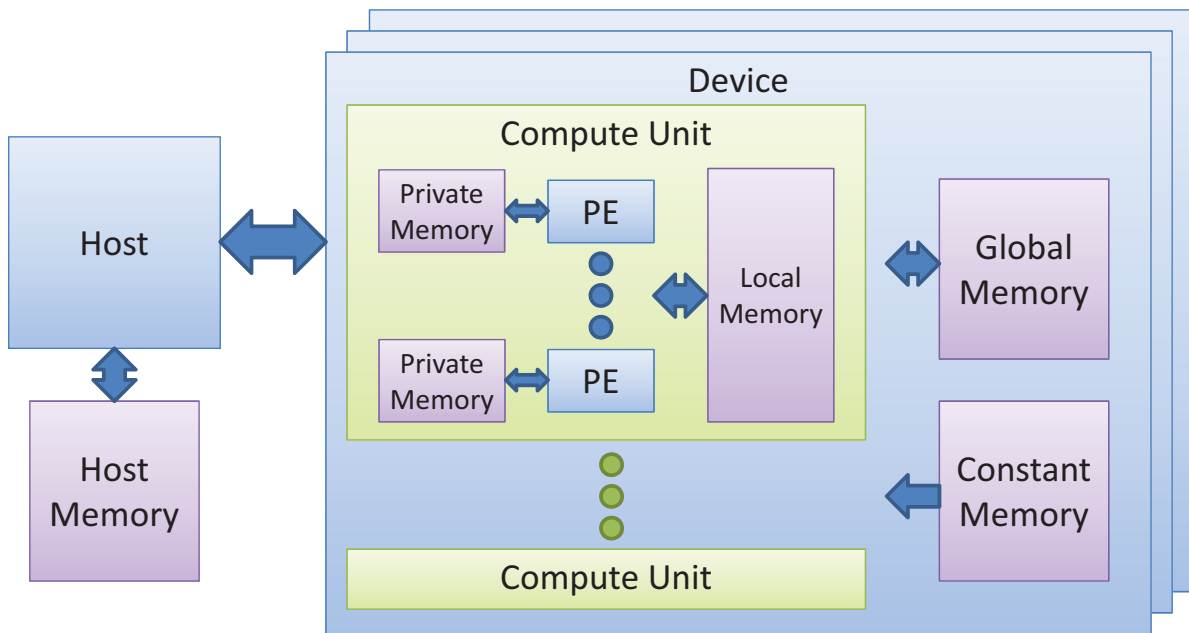 Device
Compute Unit
Private
Memory
PE
Host
Local
Memory
Global
Memory
Private
Memory
PE
Host
Memory
Constant
Memory
Compute Unit